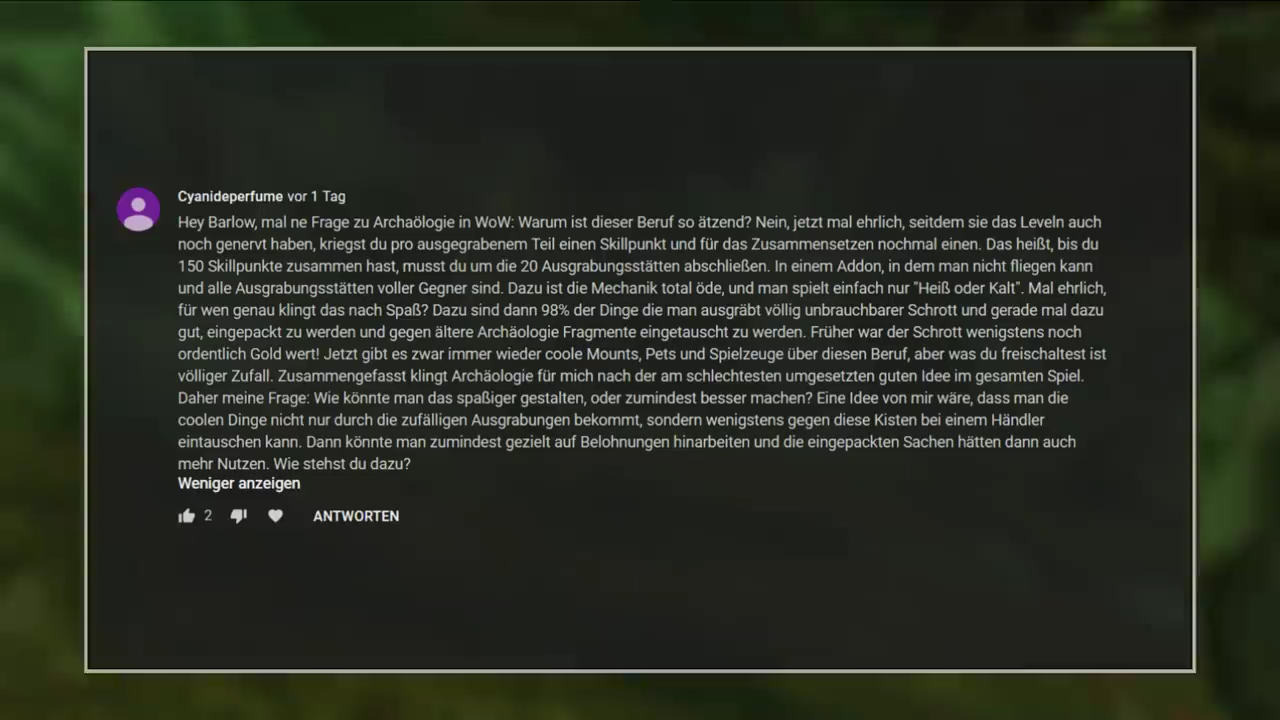 Cyanideperfume vor 1 Tag
Hey Barlow, mal ne Frage zu Archaölogie in WoW: Warum ist dieser Beruf so ätzend? Nein, jetzt mal ehrlich, seitdem sie das Leveln auch
noch genervt haben, kriegst du pro ausgegrabenem Teil einen Skillpunkt und für das Zusammensetzen nochmal einen. Das heißt, bis du
150 Skillpunkte zusammen hast, musst du um die 20 Ausgrabungsstätten abschließen. In einem Addon, in dem man nicht fliegen kann
und alle Ausgrabungsstätten voller Gegner sind. Dazu ist die Mechanik total öde, und man spielt einfach nur "Heiß oder Kalt". Mal ehrlich,
für wen genau klingt das nach Spaß? Dazu sind dann 98% der Dinge die man ausgräbt völlig unbrauchbarer Schrott und gerade mal dazu
gut, eingepackt zu werden und gegen ältere Archäologie Fragmente eingetauscht zu werden. Früher war der Schrott wenigstens noch
ordentlich Gold wert! Jetzt gibt es zwar immer wieder coole Mounts, Pets und Spielzeuge über diesen Beruf, aber was du freischaltest ist
völliger Zufall. Zusammengefasst klingt Archäologie für mich nach der am schlechtesten umgesetzten guten Idee im gesamten Spiel.
Daher meine Frage: Wie könnte man das spaßiger gestalten, oder zumindest besser machen? Eine Idee von mir wäre, dass man die
coolen Dinge nicht nur durch die zufälligen Ausgrabungen bekommt, sondern wenigstens gegen diese Kisten bei einem Händler
eintauschen kann. Dann könnte man zumindest gezielt auf Belohnungen hinarbeiten und die eingepackten Sachen hätten dann auch
mehr Nutzen. Wie stehst du dazu?
Weniger anzeigen
2 ANTWORTEN